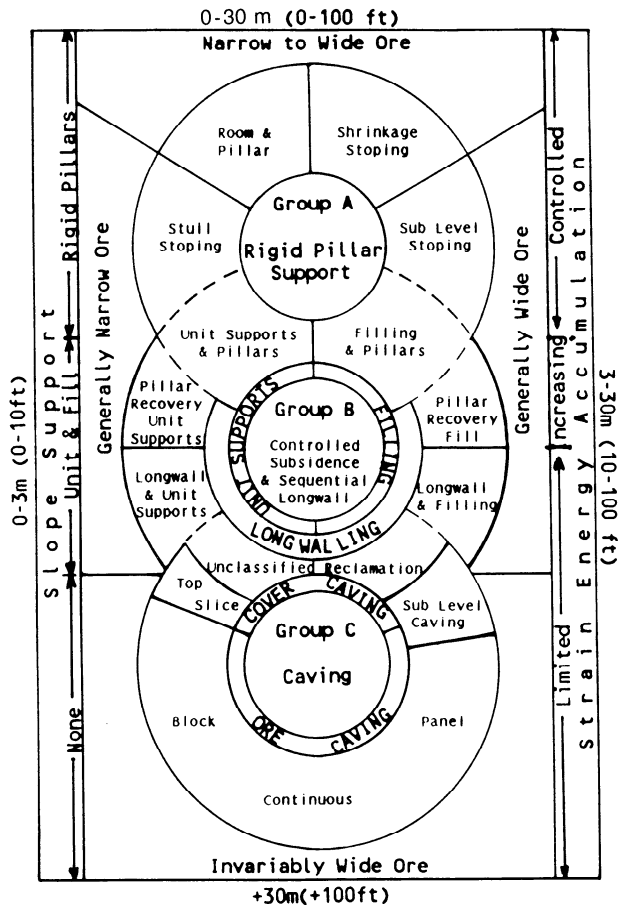 0-30 m (0-100 ft)
Narrow to Wide Ore
Room &
Pillar
Shrinkage
Stoping
Stull
Stoping
Group A
Rigid Pillar
Support
Sub Level
Stoping
Unit Supports
& Pillars
Filling
& Pillars
Pillar
Recovery
Unit
Supports
UNIT SUPPORTS
FILLING
Group B
Controlled
Subsidence
& Sequential
Longwall
Pillar
Recovery
Fill
Longwall
& Unit
Supports
LONGWALLING
Longwall
& Filling
Unclassified Reclamation
Top
Slice
COVER CAVING
Sub Level
Caving
Group C
Caving
Block
ORE CAVING
Panel
Continuous
Invariably Wide Ore
+30m(+100ft)
0-3m (0-10ft)
Slope Support
Rigid Pillars
Unit & Fill
None
Generally Narrow Ore
Generally Wide Ore
Controlled
Increasing
Limited
Strain Energy Accumulation
3-30m (10-100 ft)